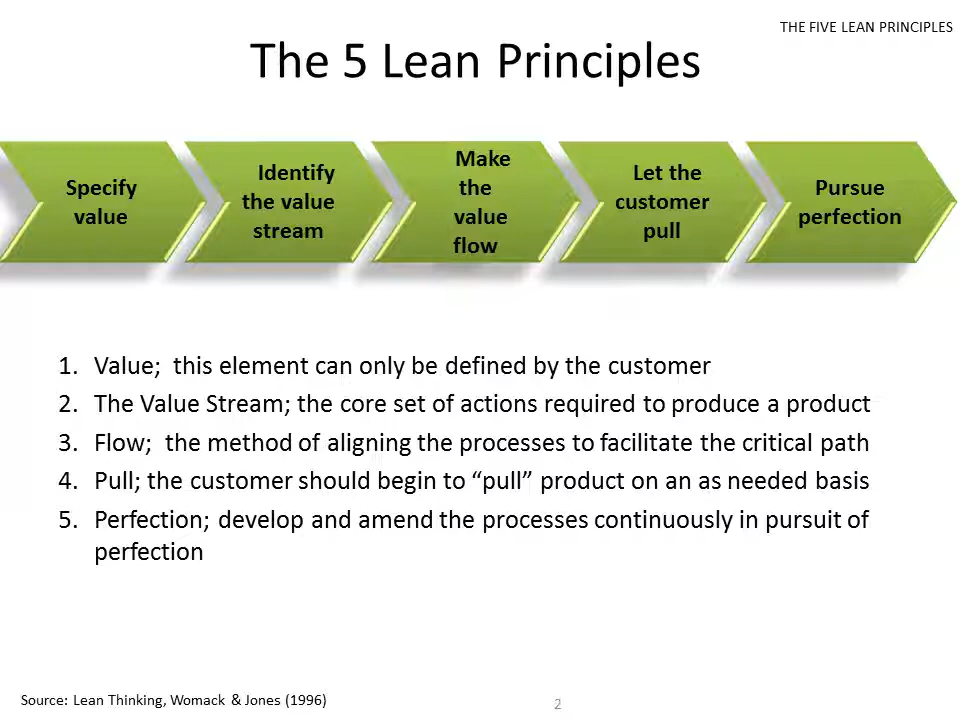 THE FIVE LEAN PRINCIPLES
The 5 Lean Principles
Specify
value
Identify
the value
stream
Make
the
value
flow
Let the
customer
pull
Pursue
perfection
1. Value;  this element can only be defined by the customer
2. The Value Stream; the core set of actions required to produce a product
3. Flow;  the method of aligning the processes to facilitate the critical path
4. Pull; the customer should begin to “pull” product on an as needed basis
5. Perfection; develop and amend the processes continuously in pursuit of
perfection
Source: Lean Thinking, Womack & Jones (1996)
2